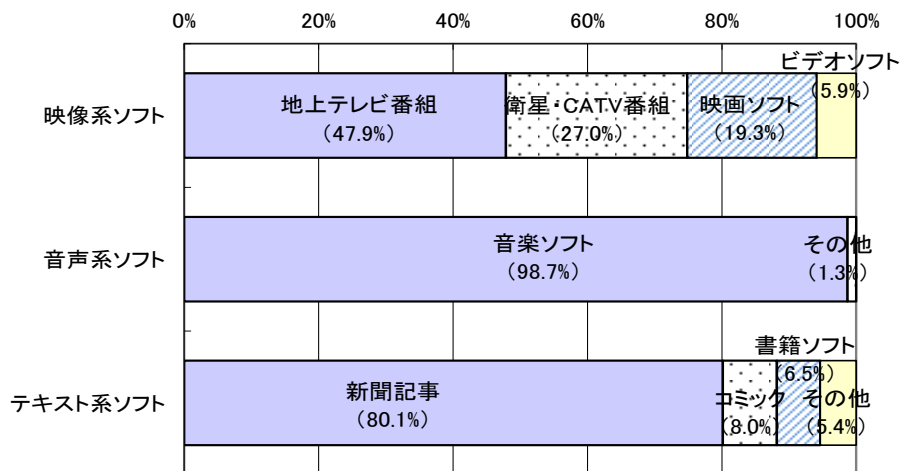 0%
20%
40%
60%
80%
100%
映像系ソフト
地上テレビ番組
（47.9%）
衛星・CATV番組
（27.0%）
映画ソフト
（19.3%）
ビデオソフト
（5.9%）
音声系ソフト
音楽ソフト
（98.7%）
その他
（1.3%）
テキスト系ソフト
新聞記事
（80.1%）
コミック
（8.0%）
書籍ソフト
（6.5%）
その他
（5.4%）